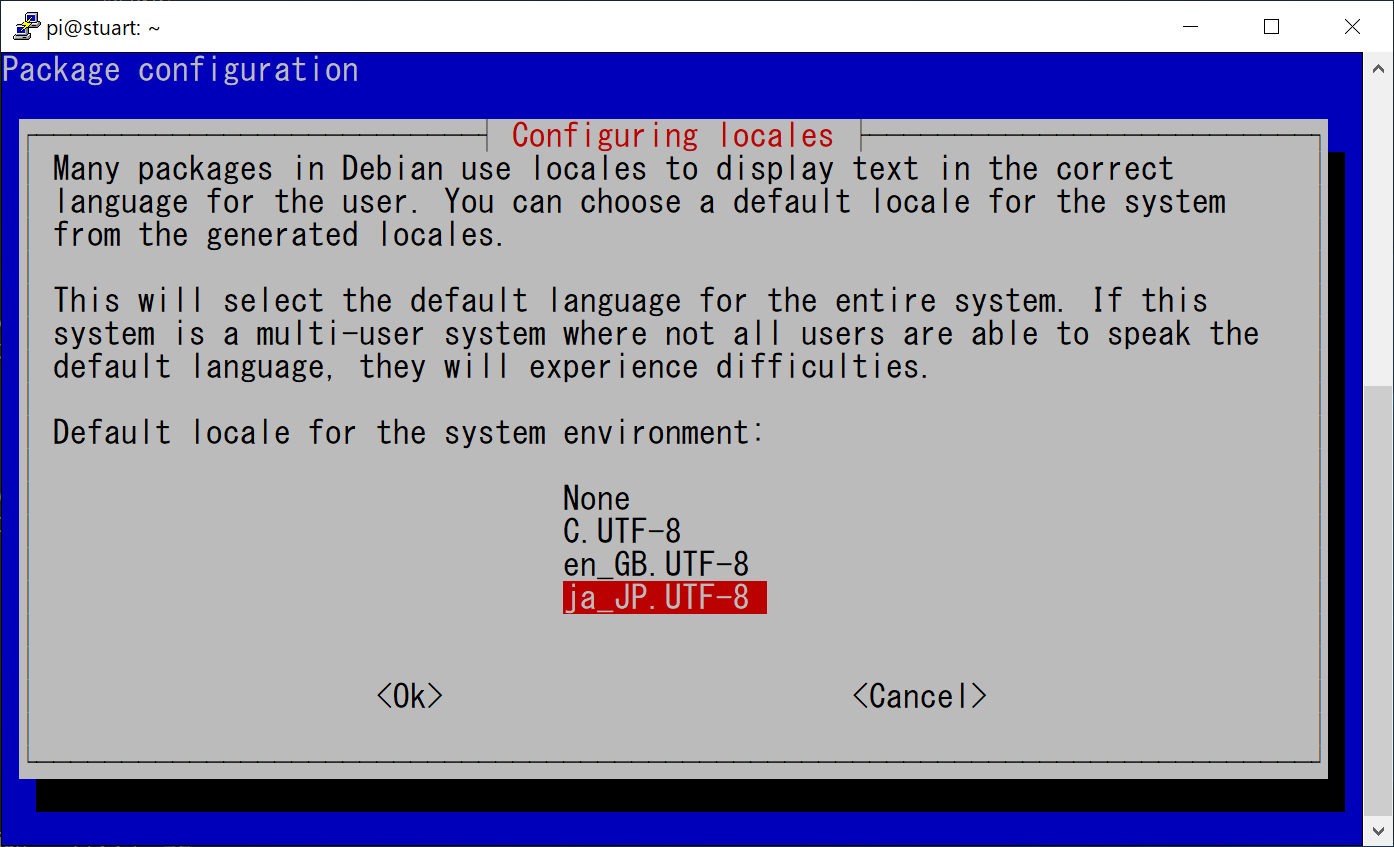 pi@stuart: ~
Package configuration
Configuring locales
Many packages in Debian use locales to display text in the correct
language for the user. You can choose a default locale for the system
from the generated locales.
This will select the default language for the entire system. If this
system is a multi-user system where not all users are able to speak the
default language, they will experience difficulties.
Default locale for the system environment:
None
C.UTF-8
en_GB.UTF-8
ja_JP.UTF-8
<Ok> <Cancel>